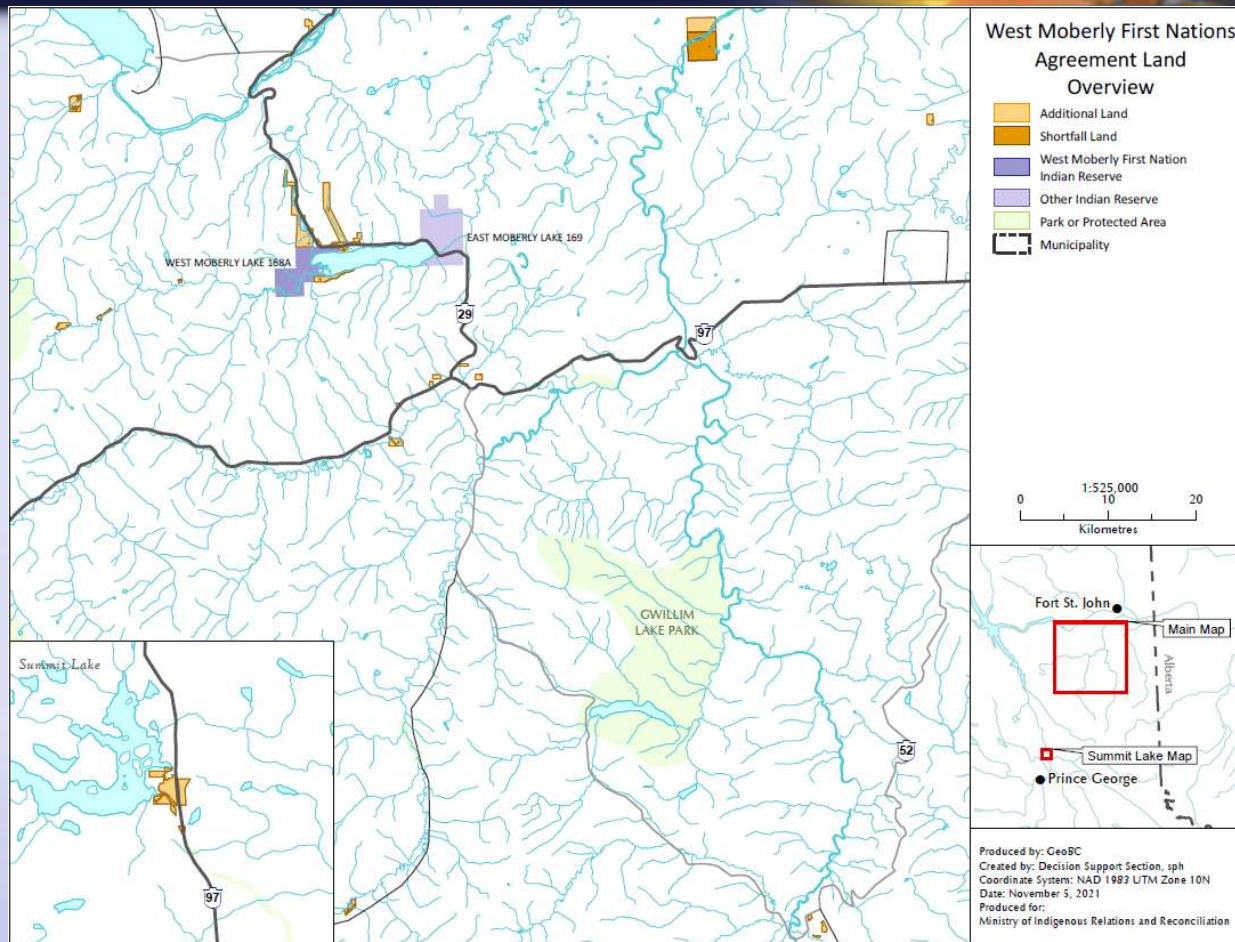 West Moberly First Nations
Agreement Land
Overview
Additional Land
Shortfall Land
West Moberly First Nation
Indian Reserve
Other Indian Reserve
Park or Protected Area
Municipality
1:525,000
0 10 20
Kilometres
EAST MOBERLY LAKE 169
WEST MOBERLY LAKE 168A
29
97
GWILLIM
LAKE PARK
52
Summit Lake
97
Fort St. John
Main Map
Alberta
Summit Lake Map
Prince George
Produced by: GeoBC
Created by: Decision Support Section, sph
Coordinate System: NAD 1983 UTM Zone 10N
Date: November 5, 2021
Produced for:
Ministry of Indigenous Relations and Reconciliation